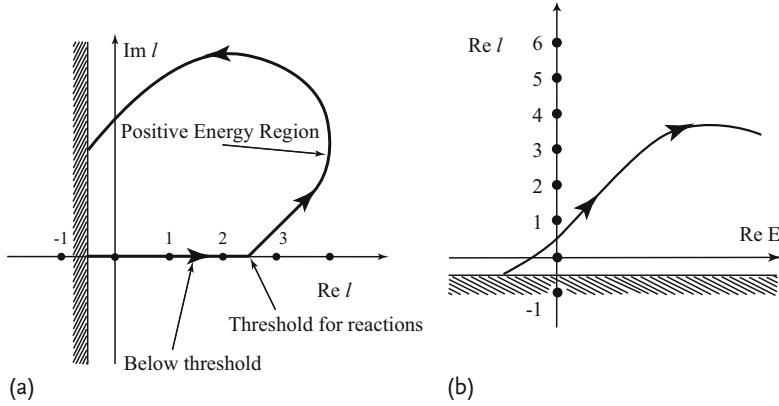 Im l
Positive Energy Region
-1
1
2
3
Re l
Threshold for reactions
Below threshold
(a)
Re l
6
5
4
3
2
1
Re E
-1
(b)